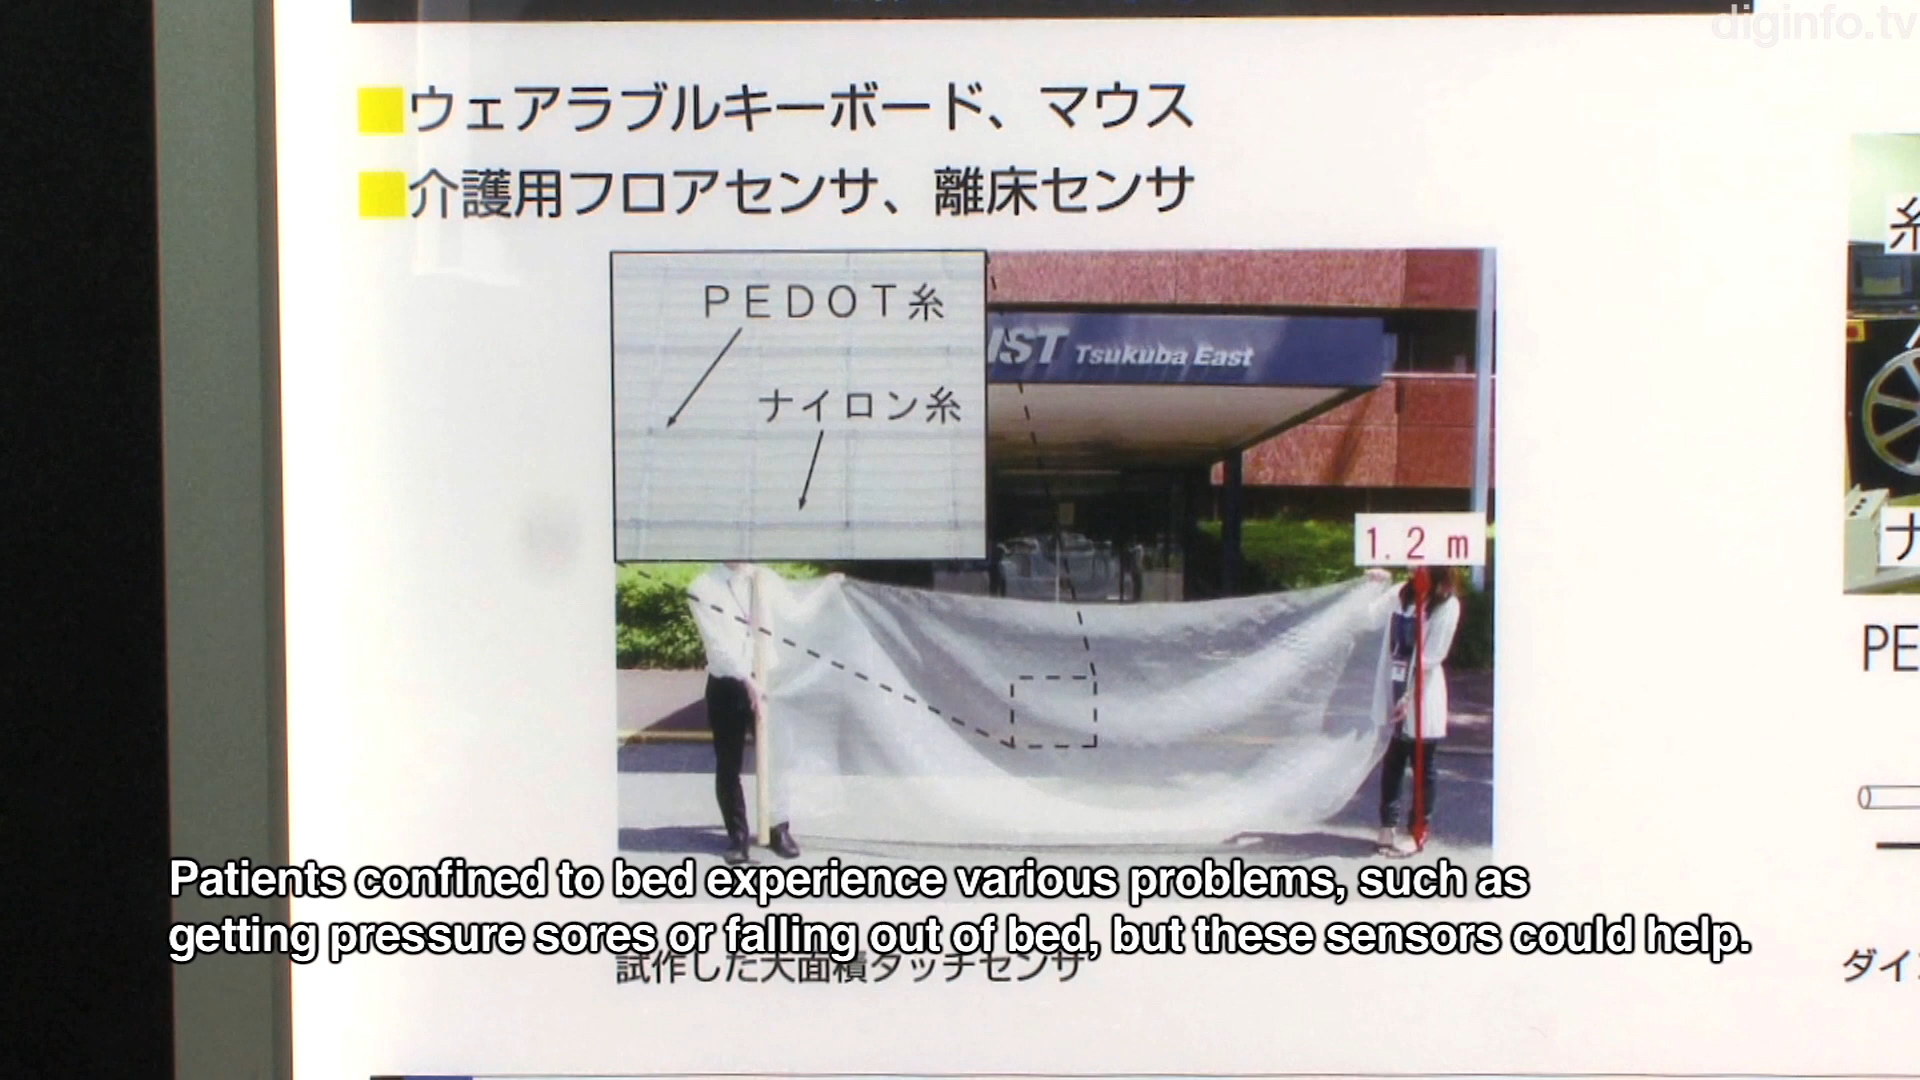 diginfo.tv
ウェアラブルキーボード、マウス
介護用フロアセンサ、離床センサ
PEDOT糸
ナイロン糸
IST Tsukuba East
1.2 m
糸
ナ
PE
Patients confined to bed experience various problems, such as
getting pressure sores or falling out of bed, but these sensors could help.
試作した大面積タッチセンサ
ダイ